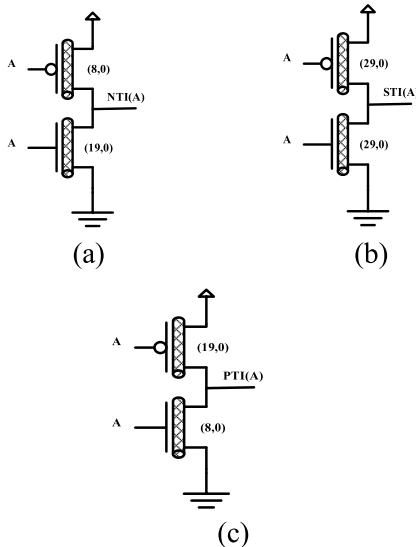 A
(8,0)
NTI(A)
A
(19,0)
(a)
A
(29,0)
STI(A)
A
(29,0)
(b)
A
(19,0)
PTI(A)
A
(8,0)
(c)